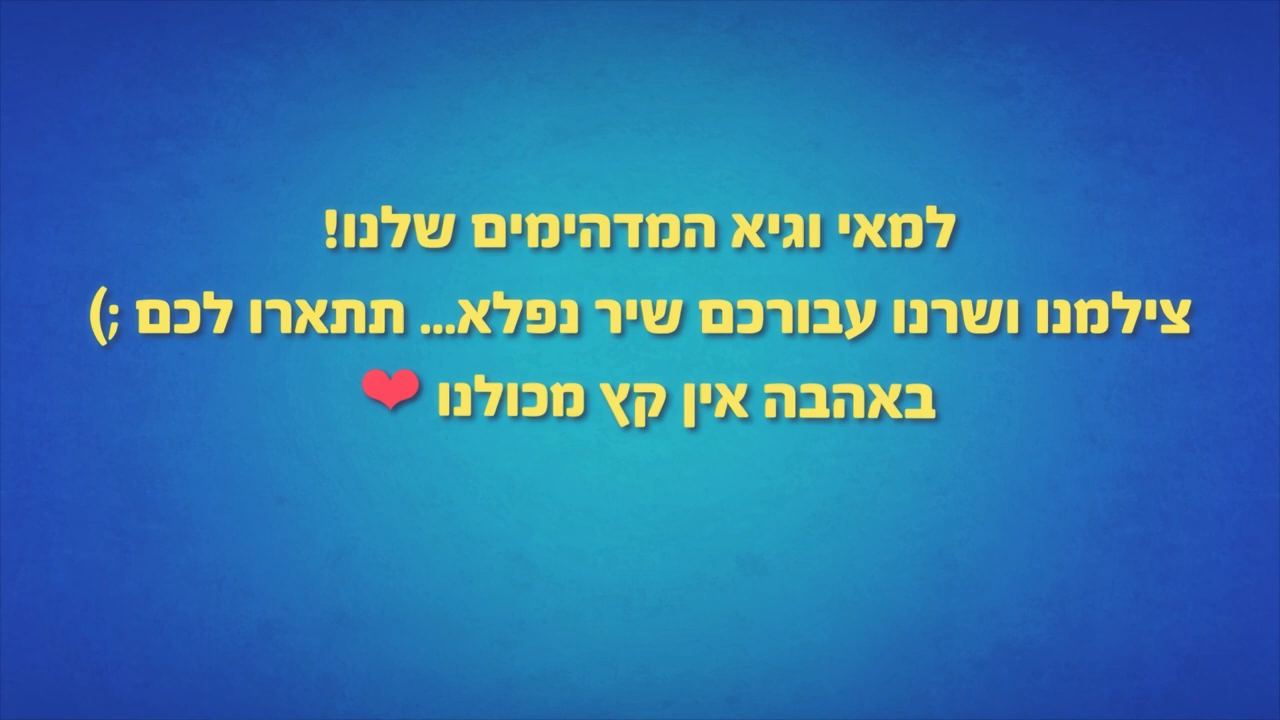 למאי וגיא המדהימים שלנו!
צילמנו ושרנו עבורכם שיר נפלא... תתארו לכם ;)
באהבה אין קץ מכולנו ❤